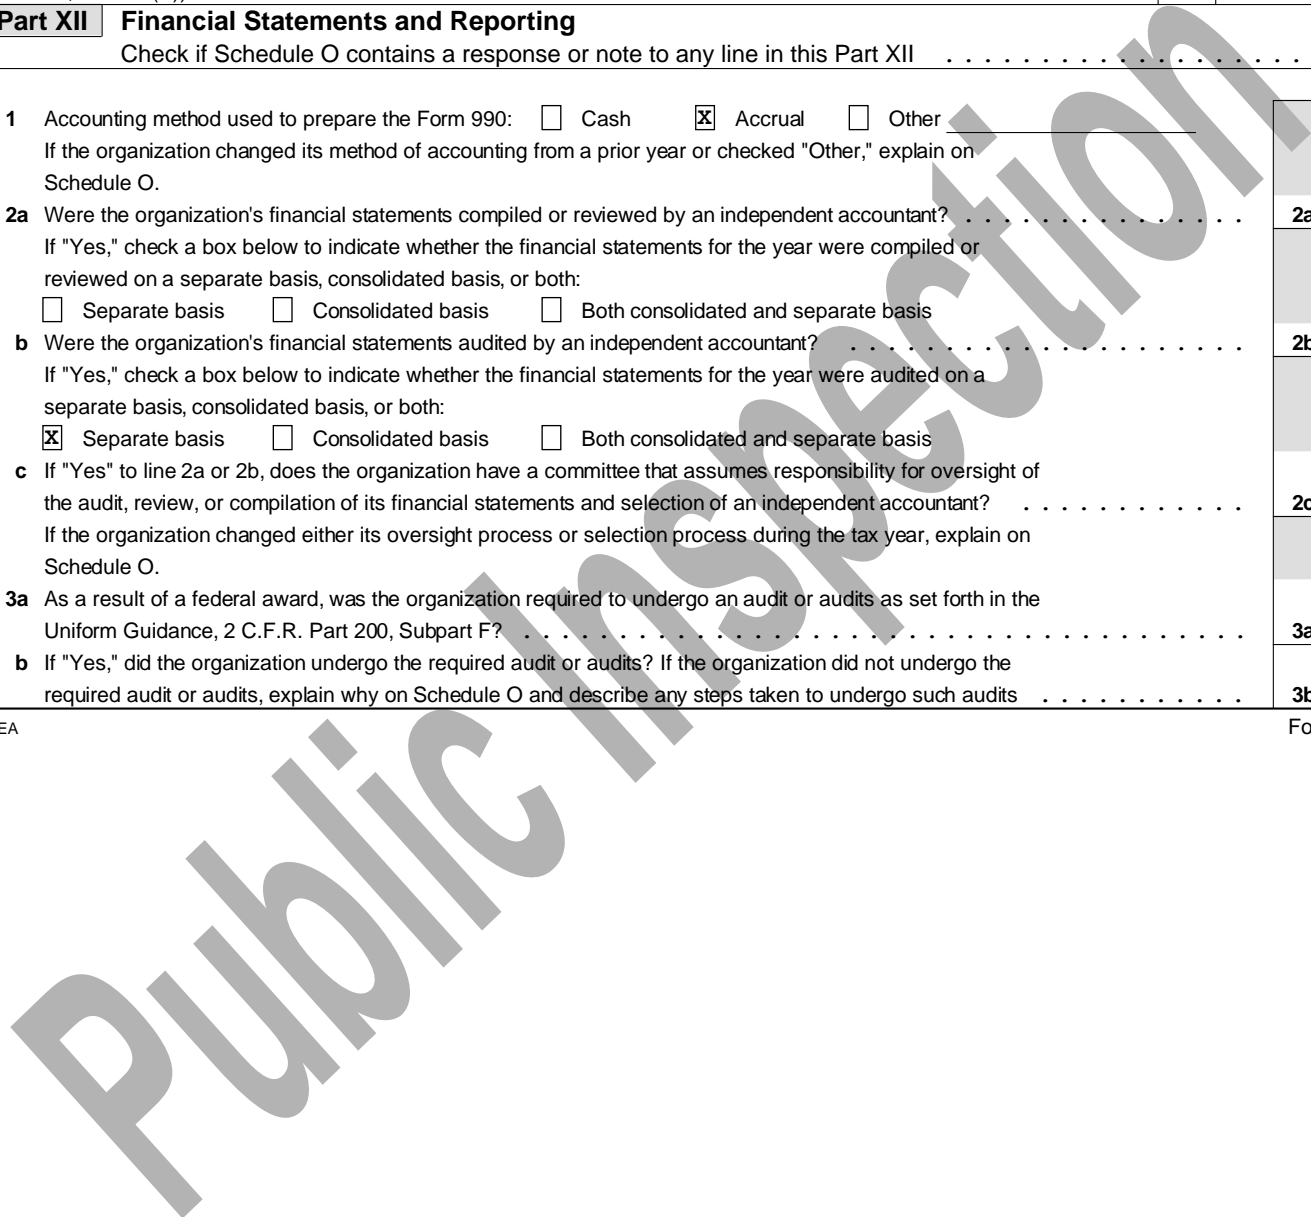 Part XII Financial Statements and Reporting
Check if Schedule O contains a response or note to any line in this Part XII . . . . . . . . . . . . . . . . . . .
1 Accounting method used to prepare the Form 990: Cash X Accrual Other
If the organization changed its method of accounting from a prior year or checked "Other," explain on
Schedule O.
2a Were the organization's financial statements compiled or reviewed by an independent accountant? . . . . . . . . . . . . . . . 2a
If "Yes," check a box below to indicate whether the financial statements for the year were compiled or
reviewed on a separate basis, consolidated basis, or both:
Separate basis Consolidated basis Both consolidated and separate basis
b Were the organization's financial statements audited by an independent accountant? . . . . . . . . . . . . . . . . . . . . . 2b
If "Yes," check a box below to indicate whether the financial statements for the year were audited on a
separate basis, consolidated basis, or both:
X Separate basis Consolidated basis Both consolidated and separate basis
c If "Yes" to line 2a or 2b, does the organization have a committee that assumes responsibility for oversight of
the audit, review, or compilation of its financial statements and selection of an independent accountant? . . . . . . . . . . . . 2c
If the organization changed either its oversight process or selection process during the tax year, explain on
Schedule O.
3a As a result of a federal award, was the organization required to undergo an audit or audits as set forth in the
Uniform Guidance, 2 C.F.R. Part 200, Subpart F? . . . . . . . . . . . . . . . . . . . . . . . . . . . . . . . 3a
b If "Yes," did the organization undergo the required audit or audits? If the organization did not undergo the
required audit or audits, explain why on Schedule O and describe any steps taken to undergo such audits . . . . . . . . . . . 3b
EA Fo
Public Inspection